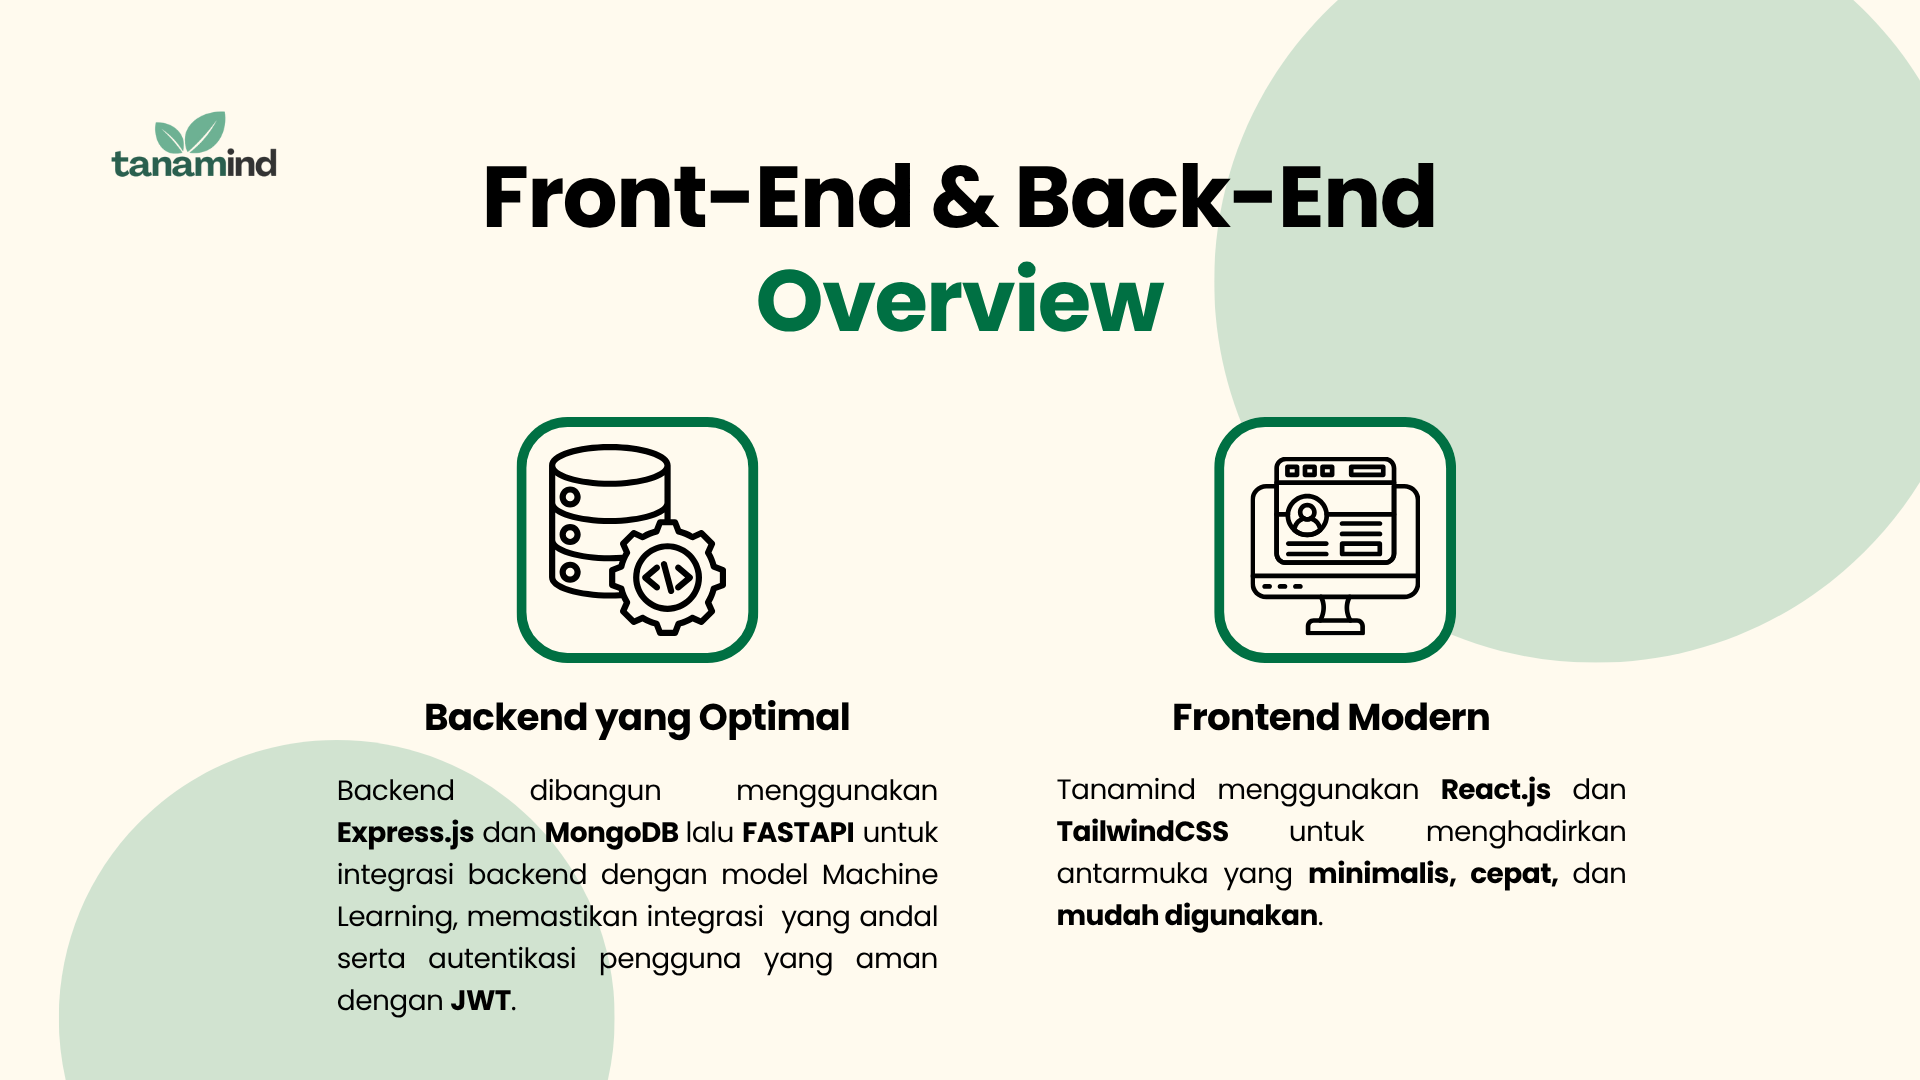 tanamind
Front-End & Back-End
Overview
Backend yang Optimal
Backend dibangun menggunakan
Express.js dan MongoDB lalu FASTAPI untuk
integrasi backend dengan model Machine
Learning, memastikan integrasi yang andal
serta autentikasi pengguna yang aman
dengan JWT.
Frontend Modern
Tanamind menggunakan React.js dan
TailwindCSS untuk menghadirkan
antarmuka yang minimalis, cepat, dan
mudah digunakan.